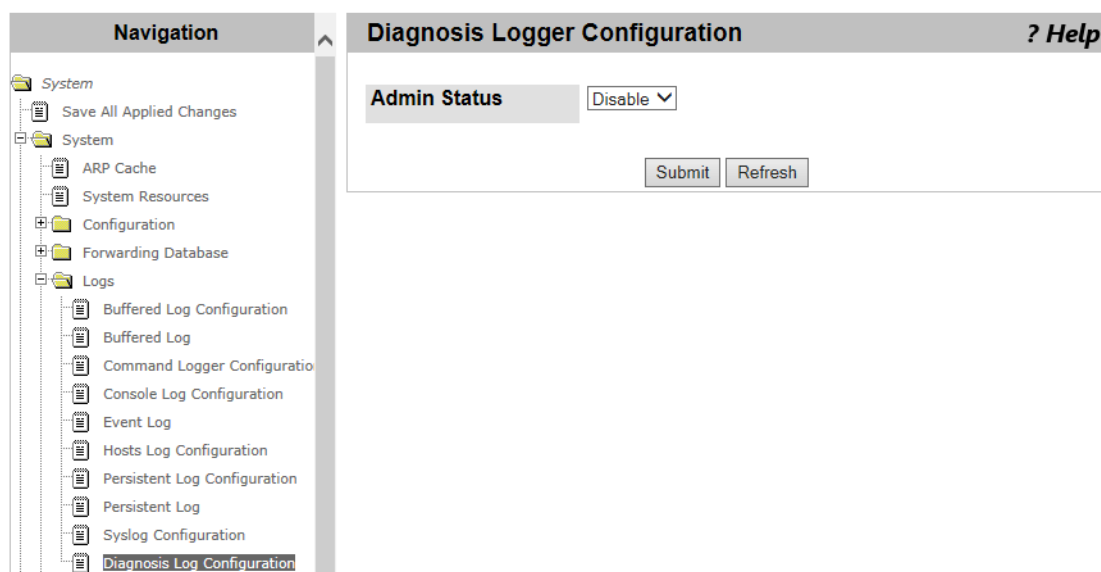 Navigation
System
Save All Applied Changes
System
ARP Cache
System Resources
Configuration
Forwarding Database
Logs
Buffered Log Configuration
Buffered Log
Command Logger Configuratio
Console Log Configuration
Event Log
Hosts Log Configuration
Persistent Log Configuration
Persistent Log
Syslog Configuration
Diagnosis Log Configuration
Diagnosis Logger Configuration
? Help
Admin Status
Disable
Submit Refresh